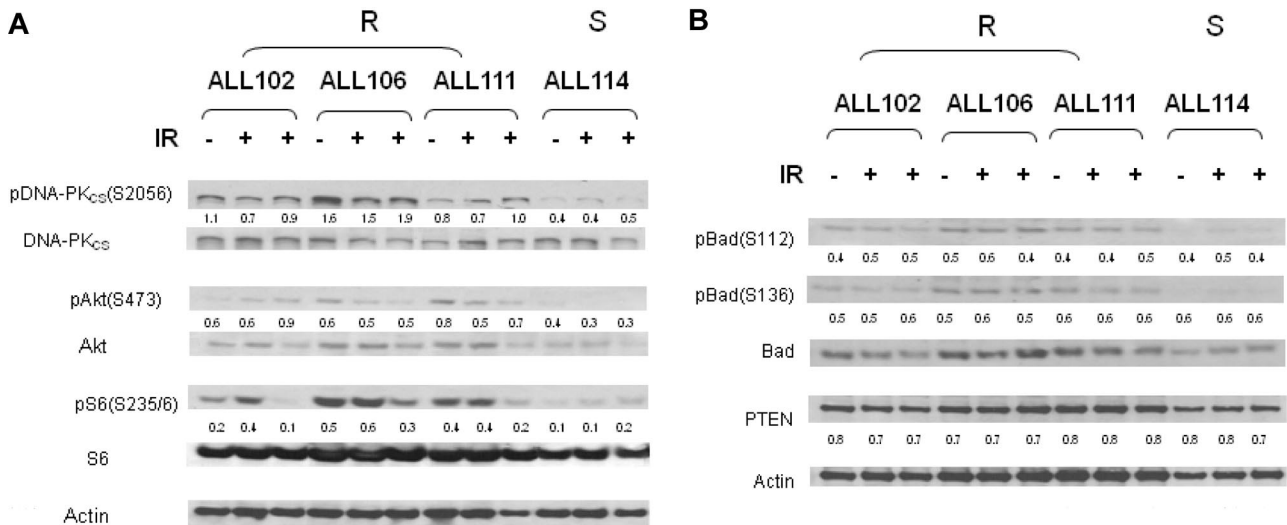 A
R S
ALL102 ALL106 ALL111 ALL114
IR - + + - + + - + + - + +
pDNA-PKCS(S2056)
1.1 0.7 0.9 1.6 1.5 1.9 0.8 0.7 1.0 0.4 0.4 0.5
DNA-PKCS
pAkt(S473)
0.6 0.6 0.9 0.6 0.5 0.5 0.8 0.5 0.7 0.4 0.3 0.3
Akt
pS6(S235/6)
0.2 0.4 0.1 0.5 0.6 0.3 0.4 0.4 0.2 0.1 0.1 0.2
S6
Actin
B
R S
ALL102 ALL106 ALL111 ALL114
IR - + + - + + - + + - + +
pBad(S112)
0.4 0.5 0.5 0.5 0.6 0.4 0.4 0.4 0.5 0.4 0.5 0.4
pBad(S136)
0.5 0.5 0.6 0.5 0.6 0.5 0.6 0.6 0.6 0.6 0.6 0.6
Bad
PTEN
0.8 0.7 0.7 0.7 0.7 0.7 0.8 0.8 0.8 0.8 0.8 0.7
Actin